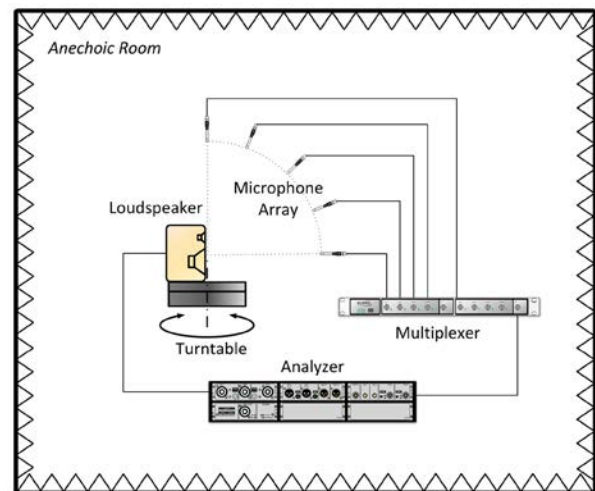 Anechoic Room
Microphone
Array
Loudspeaker
Multiplexer
Turntable
Analyzer